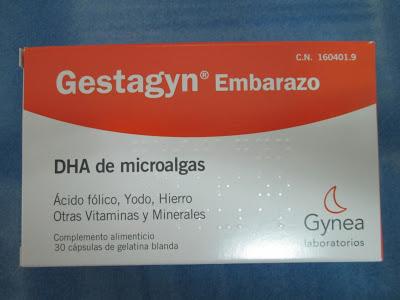 C.N. 160401.9
Gestagyn® Embarazo
DHA de microalgas
Ácido fólico, Yodo, Hierro
Otras Vitaminas y Minerales
Complemento alimenticio
30 cápsulas de gelatina blanda
Gynea
laboratorios